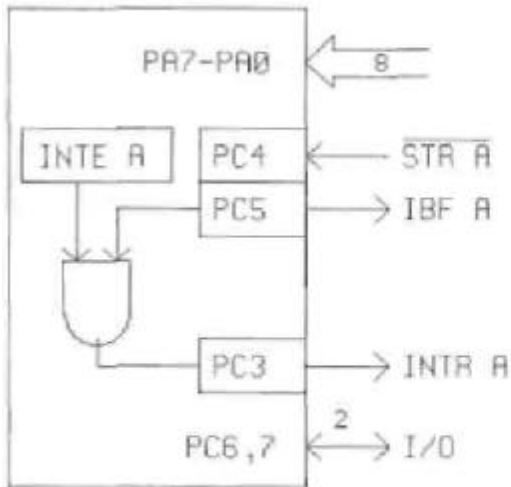 PA7-PA0
8
INTE A
PC4
STR A
PC5
IBF A
PC3
INTR A
PC6,7
2
I/O